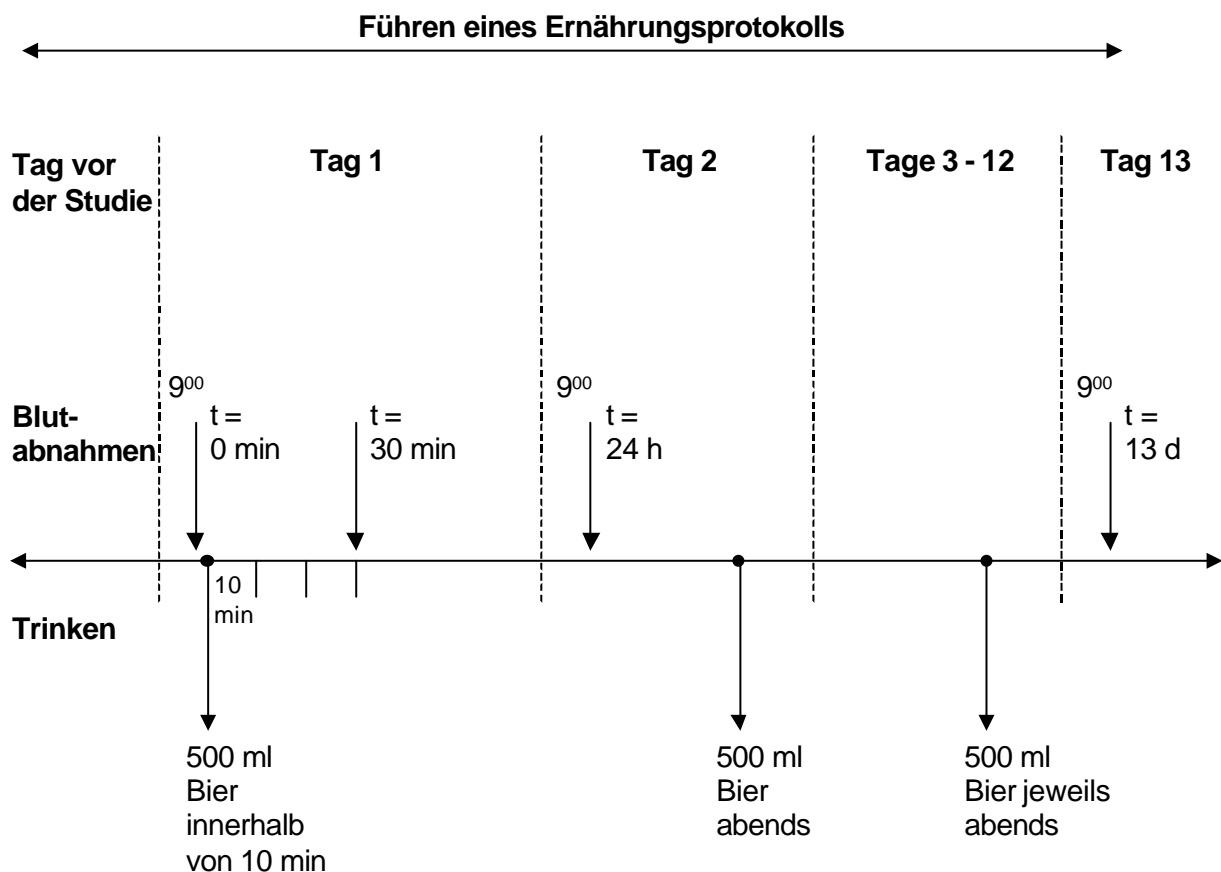 Führen eines Ernährungsprotokolls
Tag vor
der Studie
Tag 1
Tag 2
Tage 3 - 12
Tag 13
Blut-
abnahmen
9⁰⁰
t =
0 min
t =
30 min
9⁰⁰
t =
24 h
9⁰⁰
t =
13 d
10
min
Trinken
500 ml
Bier
innerhalb
von 10 min
500 ml
Bier
abends
500 ml
Bier jeweils
abends